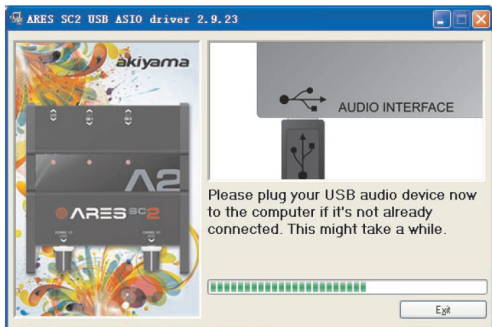 ARES SC2 USB ASIO driver 2.9.23
akiyama
AUDIO INTERFACE
A2
ARES SC2
Please plug your USB audio device now
to the computer if it's not already
connected. This might take a while.
Exit